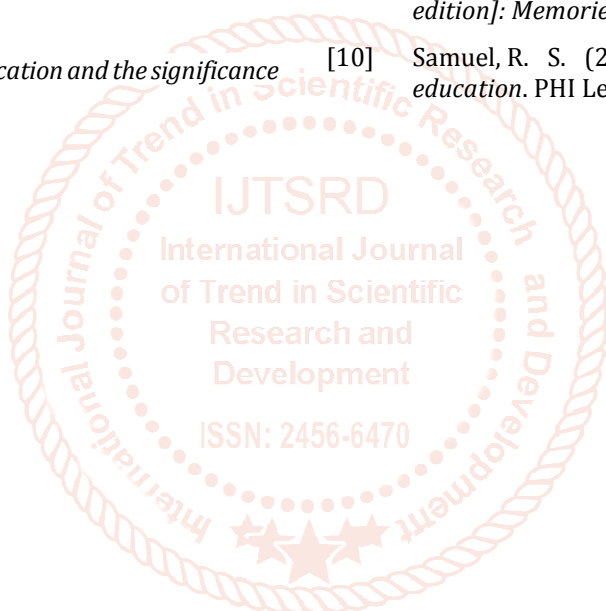 edition]: Memorie
cation and the significance
[10] Samuel, R. S. (2
education. PHI Le
International Journal of Trend in Scientific Research and Development
IJTSRD
International Journal
of Trend in Scientific
Research and
Development
ISSN: 2456-6470